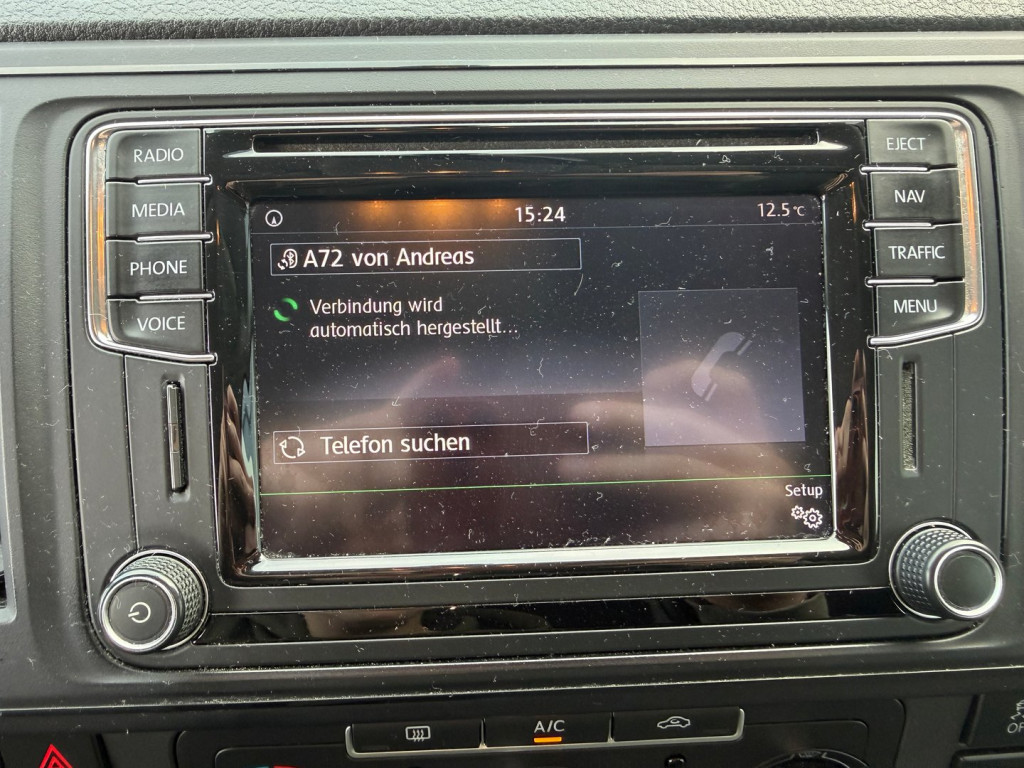 RADIO
EJECT
MEDIA
NAV
PHONE
TRAFFIC
VOICE
MENU
15:24
12.5°C
A72 von Andreas
Verbindung wird
automatisch hergestellt...
Telefon suchen
Setup
A/C